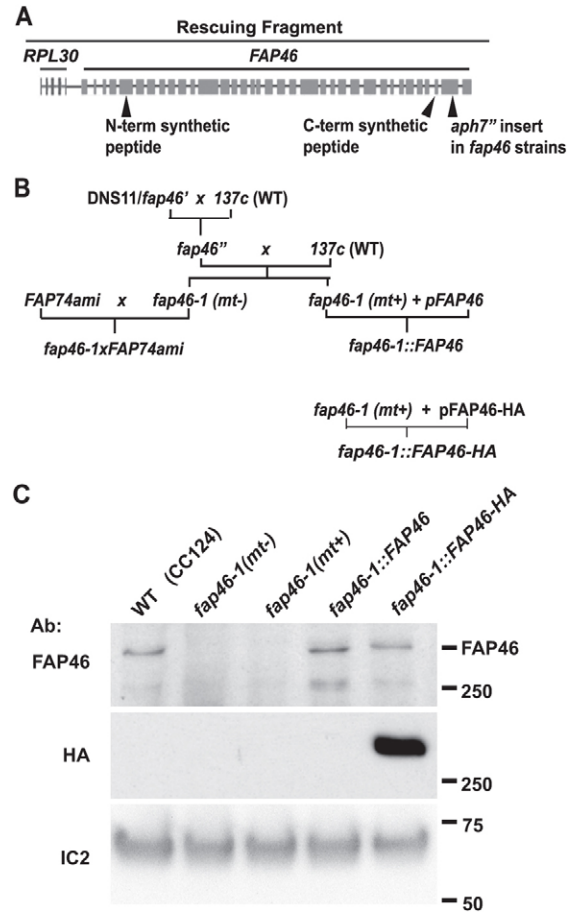 A
Rescuing Fragment
RPL30 FAP46
N-term synthetic peptide
C-term synthetic peptide
aph7” insert in fap46 strains
B
DNS11/fap46’ x 137c (WT)
fap46” x 137c (WT)
FAP74ami x fap46-1 (mt-) fap46-1 (mt+) + pFAP46
fap46-1xFAP74ami fap46-1::FAP46
fap46-1 (mt+) + pFAP46-HA
fap46-1::FAP46-HA
C
WT (CC124)
fap46-1(mt-)
fap46-1(mt+)
fap46-1::FAP46
fap46-1::FAP46-HA
Ab:
FAP46 FAP46
250
HA
250
75
IC2
50